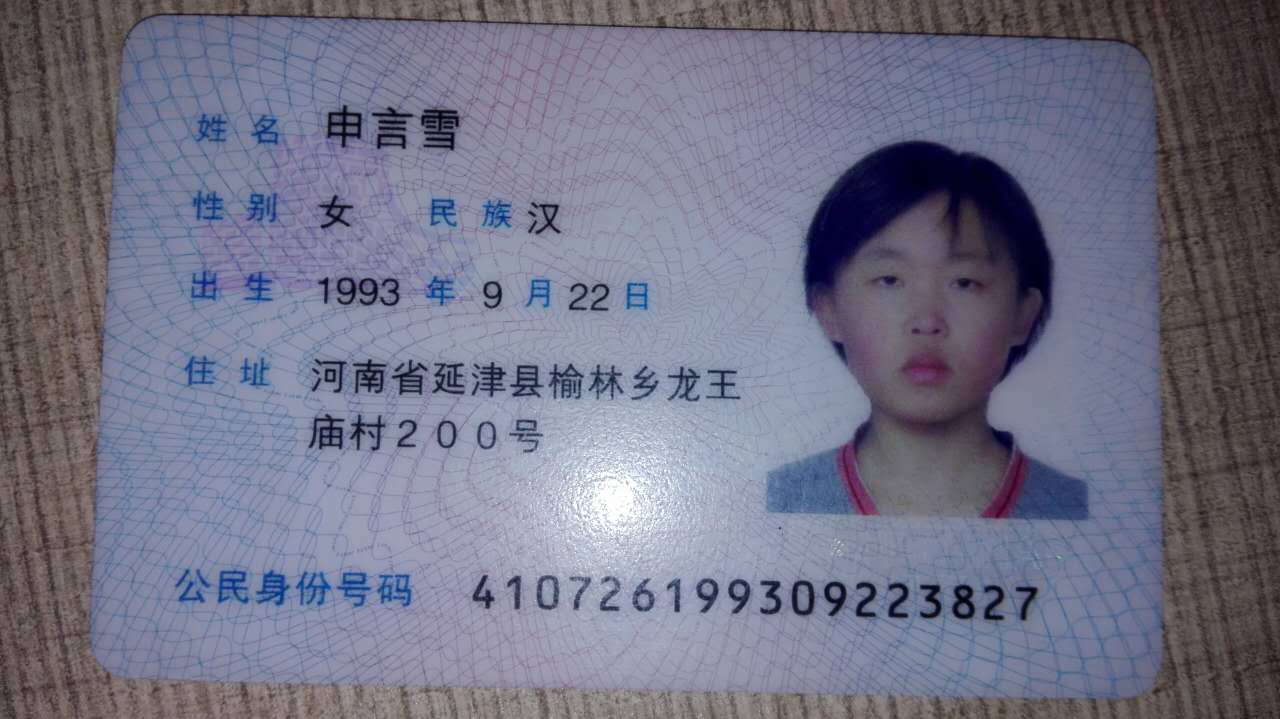 姓名 申言雪
性别 女 民族 汉
出生 1993 年 9 月 22 日
住址 河南省延津县榆林乡龙王
庙村200号
公民身份号码 410726199309223827